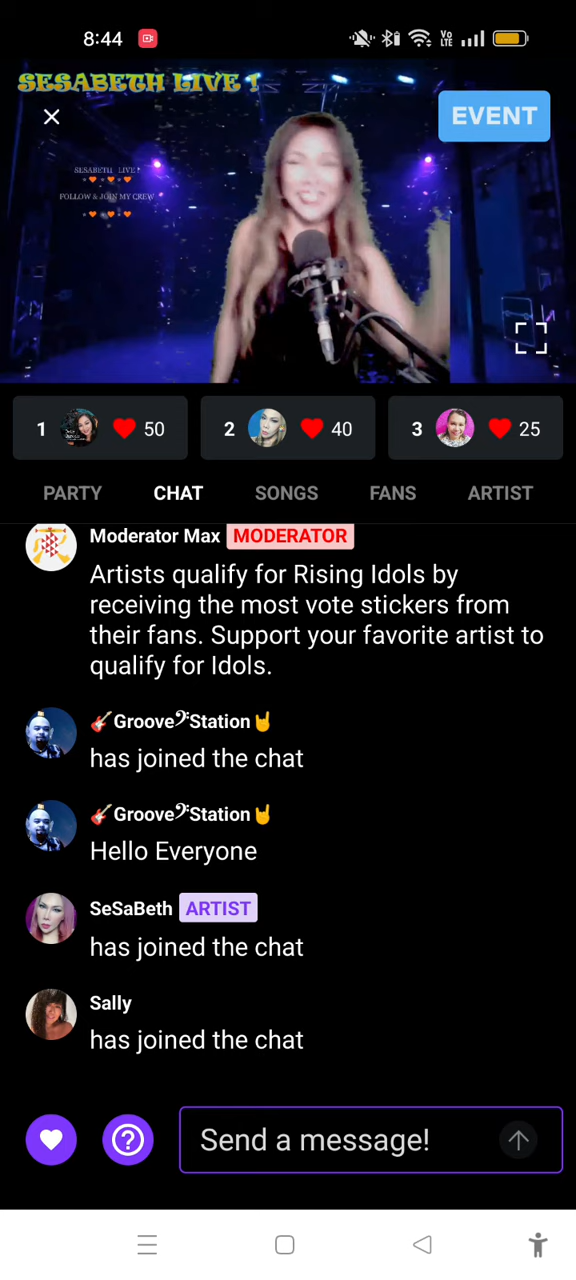 8:44
Vo
LTE
SESABETH LIVE !
EVENT
SESABETH LIVE!
FOLLOW & JOIN MY CREW
1 50
2 40
3 25
PARTY CHAT SONGS FANS ARTIST
Moderator Max MODERATOR
Artists qualify for Rising Idols by
receiving the most vote stickers from
their fans. Support your favorite artist to
qualify for Idols.
🎸Groove𝄢Station🤘
has joined the chat
🎸Groove𝄢Station🤘
Hello Everyone
SeSaBeth ARTIST
has joined the chat
Sally
has joined the chat
Send a message!